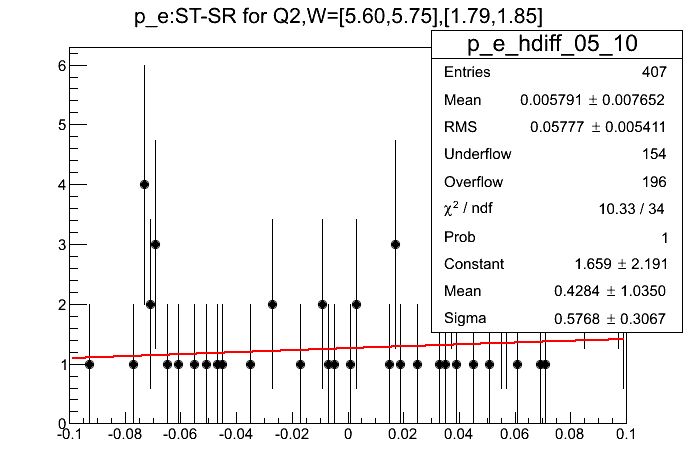 p_e:ST-SR for Q2,W=[5.60,5.75],[1.79,1.85]
p_e_hdiff_05_10
Entries 407
Mean 0.005791 ± 0.007652
RMS 0.05777 ± 0.005411
Underflow 154
Overflow 196
χ² / ndf 10.33 / 34
Prob 1
Constant 1.659 ± 2.191
Mean 0.4284 ± 1.0350
Sigma 0.5768 ± 0.3067
6
5
4
3
2
1
0
-0.1 -0.08 -0.06 -0.04 -0.02 0 0.02 0.04 0.06 0.08 0.1